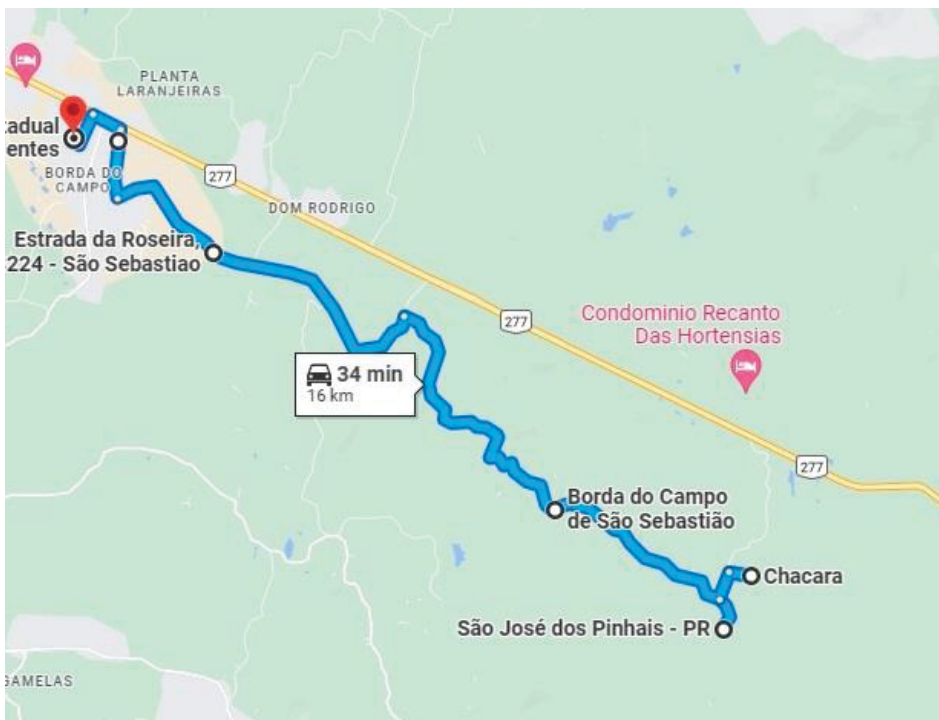 PLANTA
LARANJEIRAS
tadual
entes
BORDA DO
CAMPO
277
DOM RODRIGO
Estrada da Roseira,
224 - São Sebastiao
277
Condominio Recanto
Das Hortensias
34 min
16 km
277
Borda do Campo
de São Sebastião
Chacara
São José dos Pinhais - PR
GAMELAS